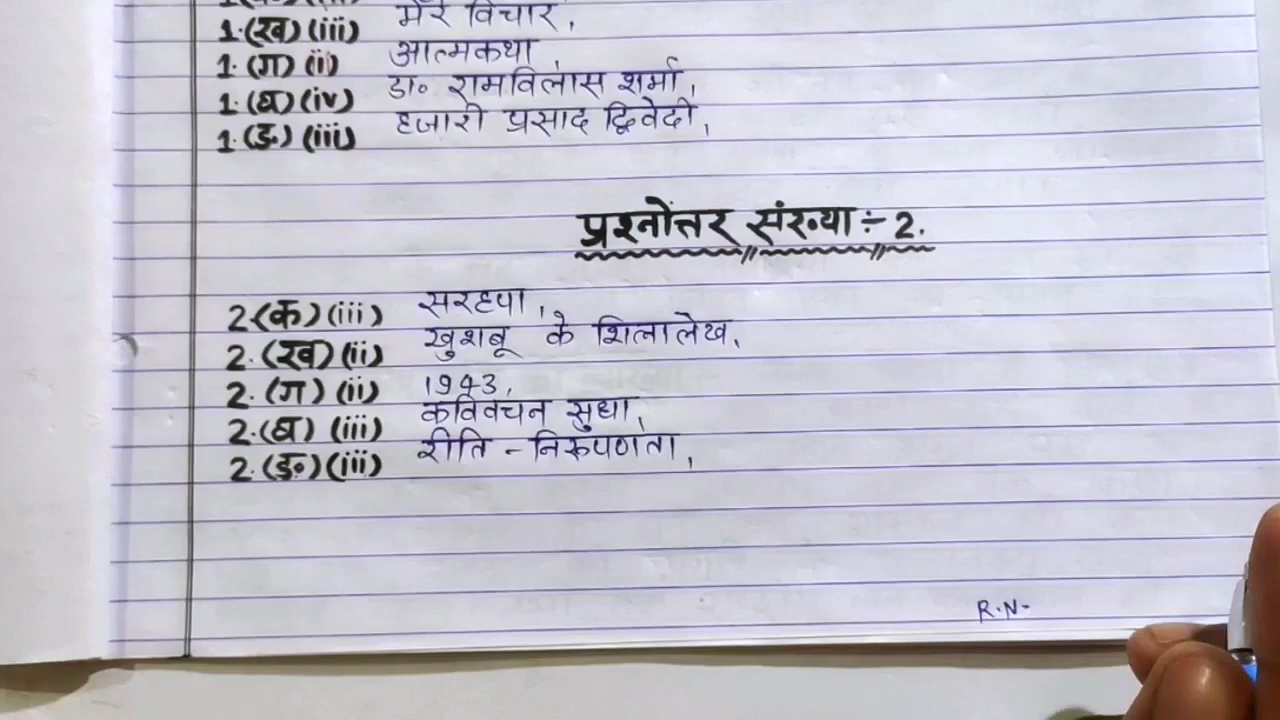 1.(ख) (iii) मेरे विचार,
1.(ग) (ii) आत्मकथा,
1.(घ) (iv) डा॰ रामविलास शर्मा,
1.(ङ) (iii) हजारी प्रसाद द्विवेदी,
प्रश्नोत्तर संख्या÷2.
2.(क) (iii) सरहपा,
2.(ख) (ii) खुशबू के शिलालेख,
2.(ग) (ii) 1943,
2.(घ) (iii) कविवचन सुधा,
2.(ङ) (iii) रीति - निरूपणता,
R.N-